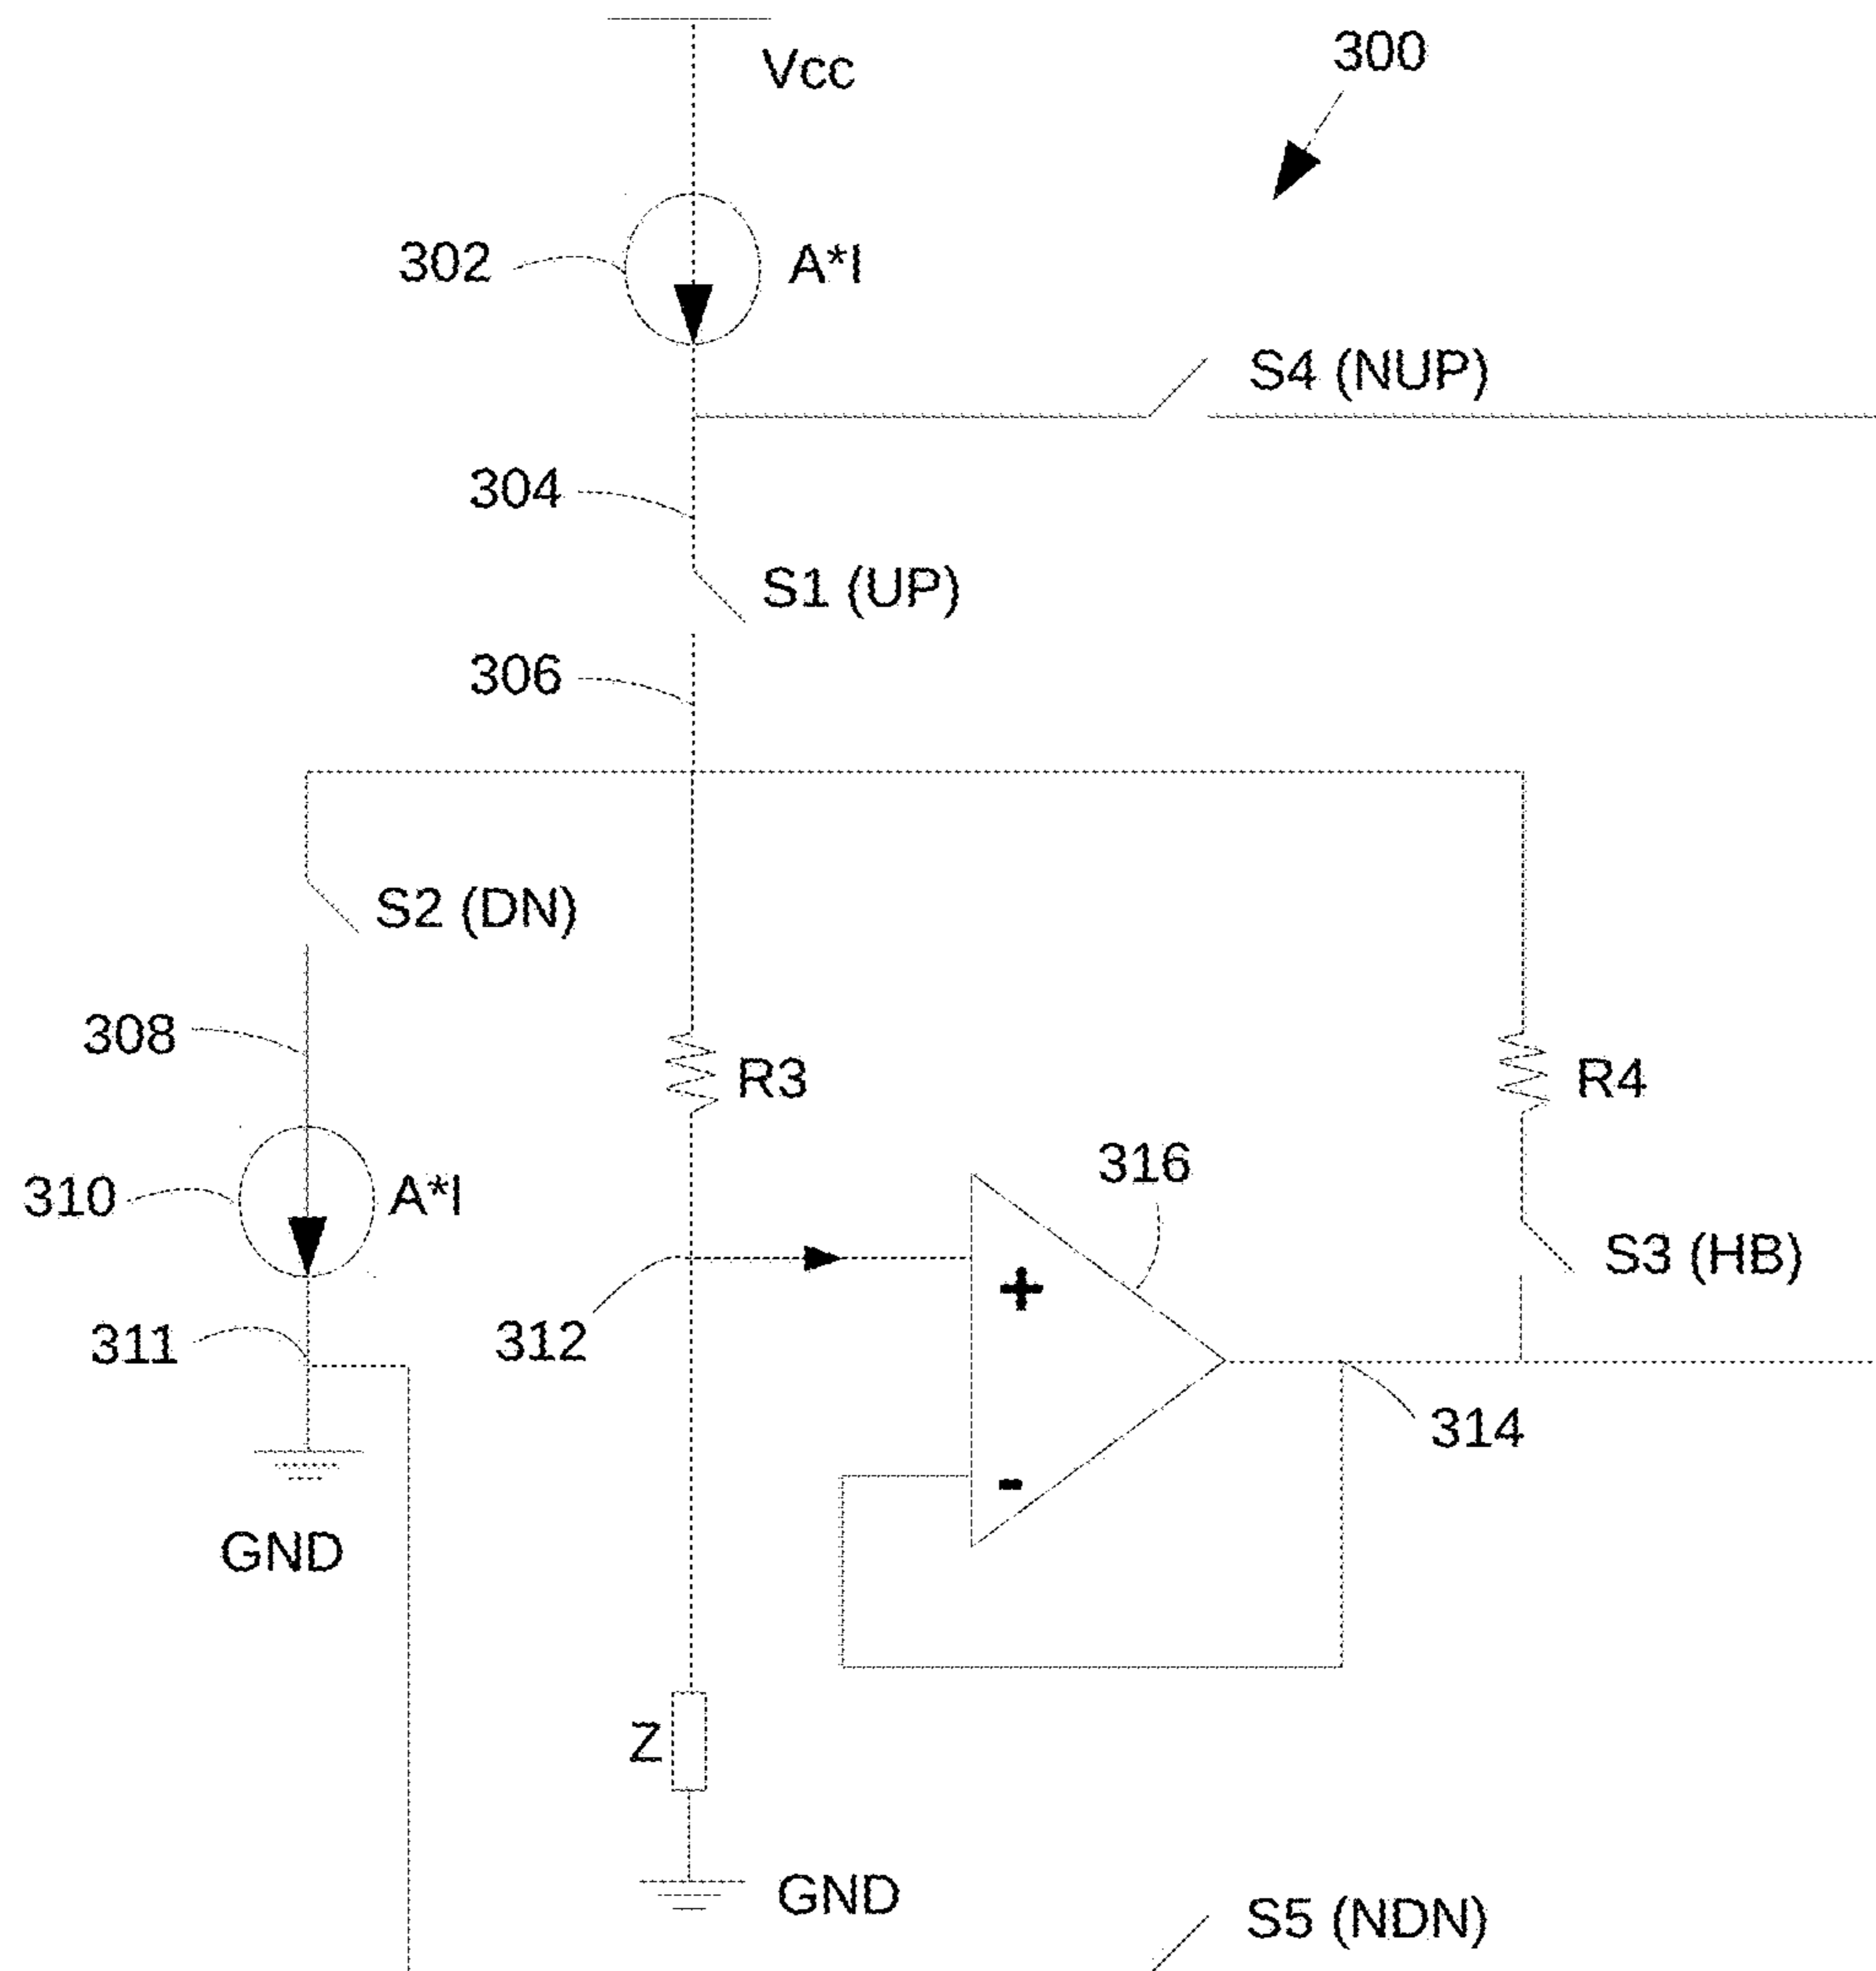 Vcc
300
302
A*I
S4 (NUP)
304
S1 (UP)
306
S2 (DN)
308
R3
R4
316
310
A*I
+
S3 (HB)
311
312
314
-
GND
Z
GND
S5 (NDN)